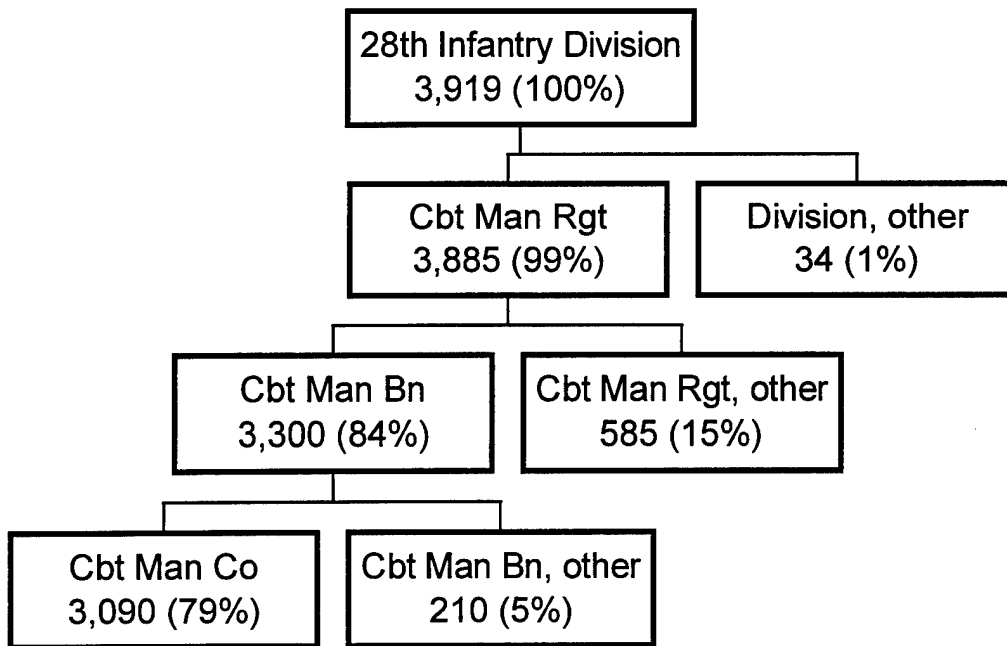 28th Infantry Division
3,919 (100%)
Cbt Man Rgt
3,885 (99%)
Division, other
34 (1%)
Cbt Man Bn
3,300 (84%)
Cbt Man Rgt, other
585 (15%)
Cbt Man Co
3,090 (79%)
Cbt Man Bn, other
210 (5%)